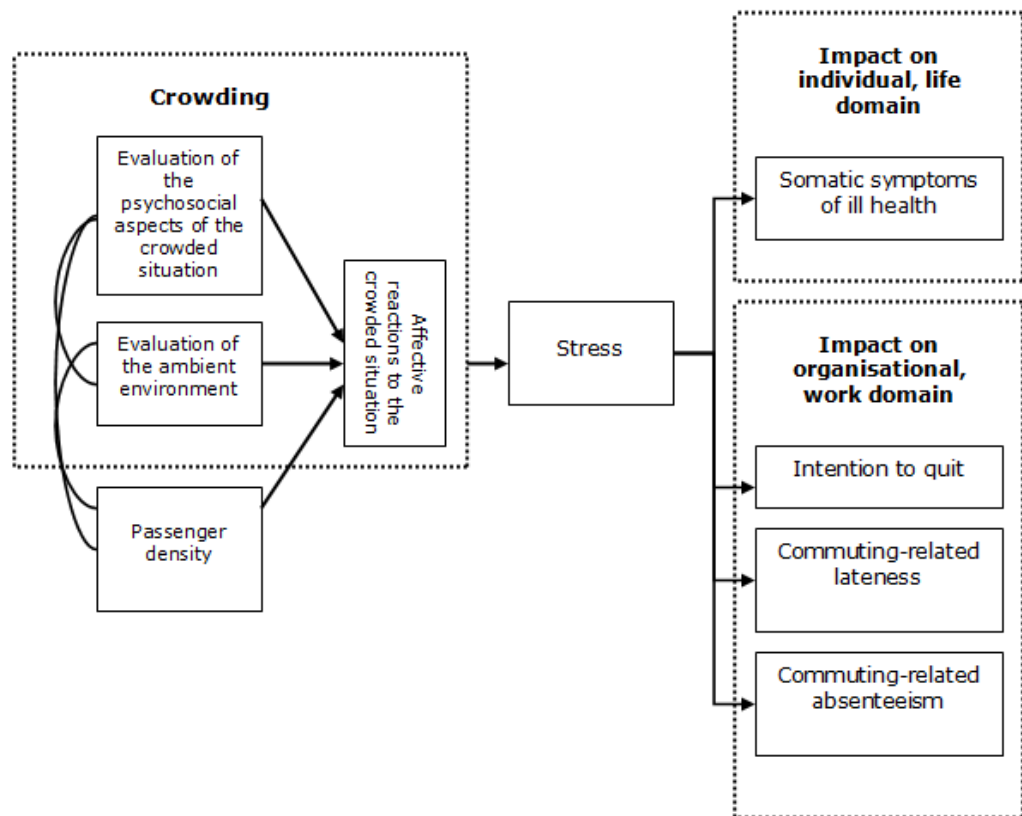 Crowding
Evaluation of
the
psychosocial
aspects of the
crowded
situation
Evaluation of
the ambient
environment
Passenger
density
Affective
reactions to the
crowded situation
Stress
Impact on
individual, life
domain
Somatic symptoms
of ill health
Impact on
organisational,
work domain
Intention to quit
Commuting-related
lateness
Commuting-related
absenteeism